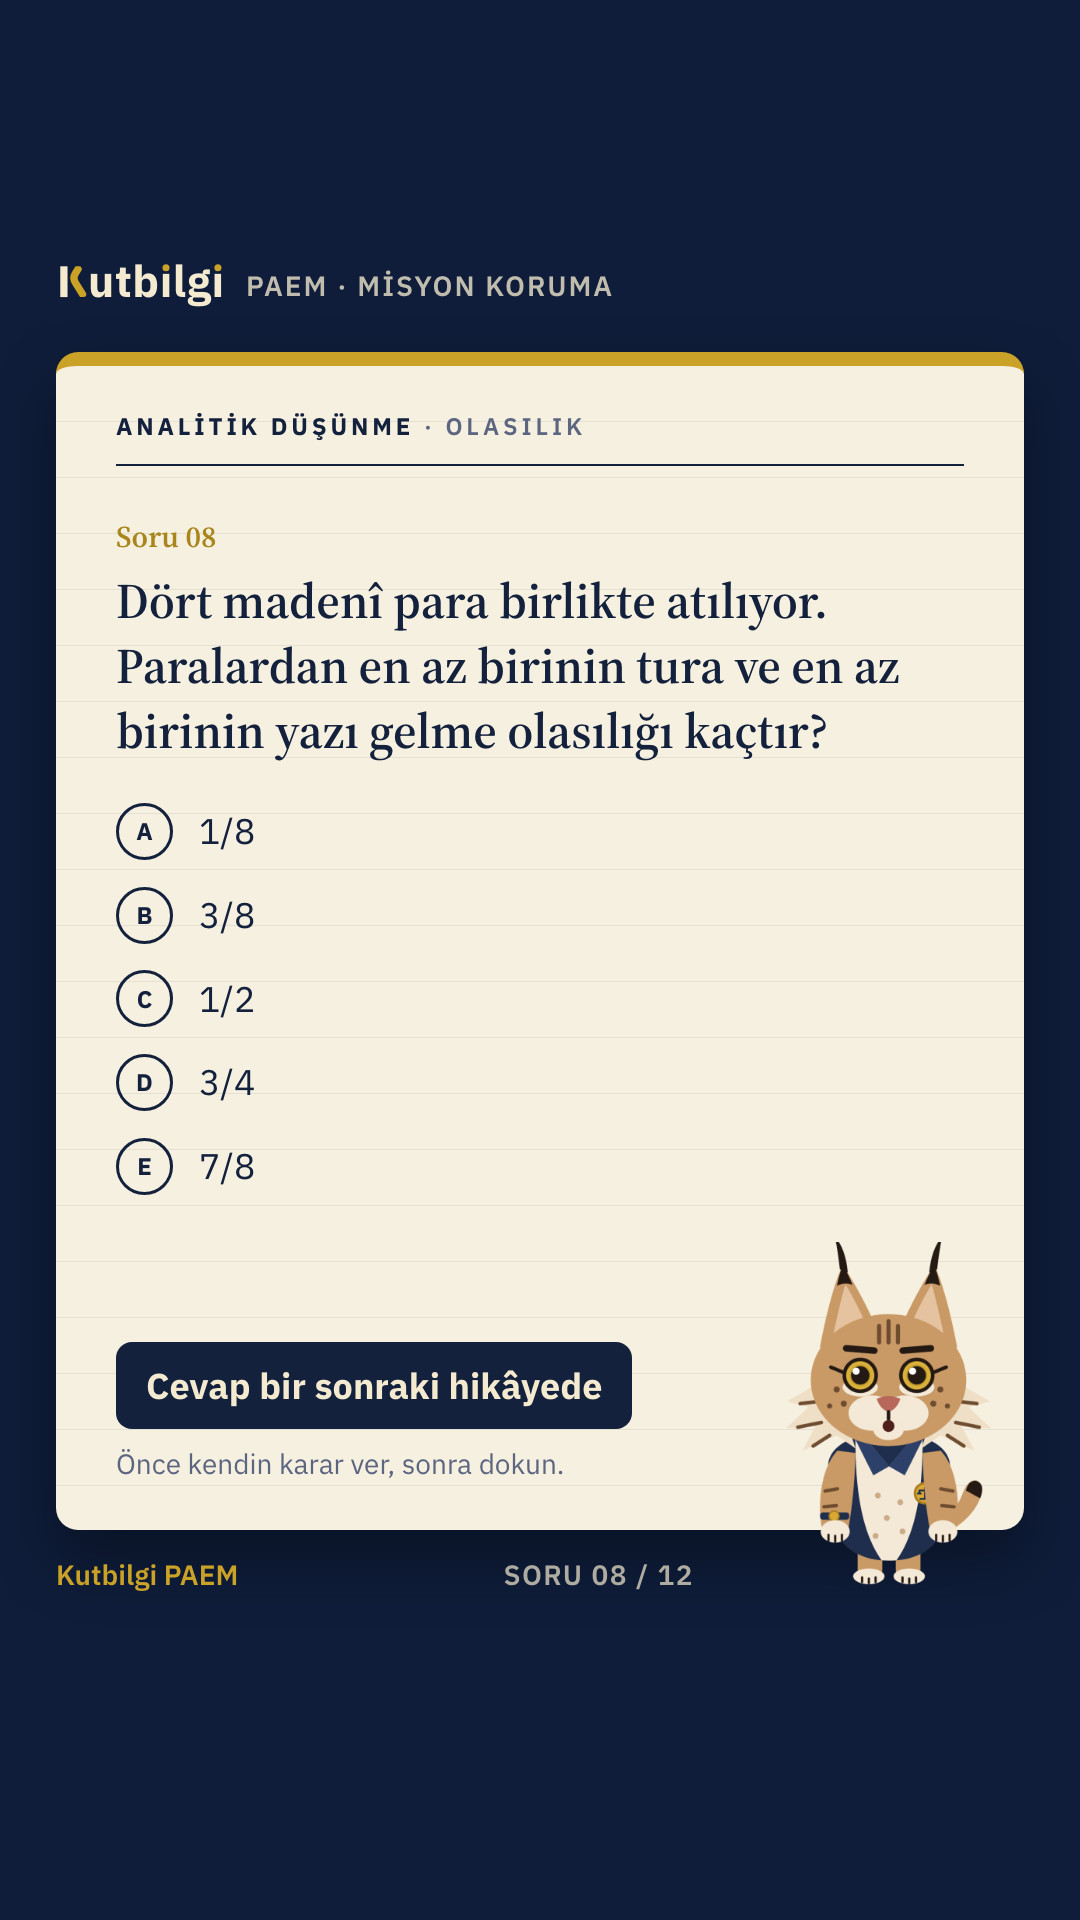 Kutbilgi PAEM · MİSYON KORUMA
ANALİTİK DÜŞÜNME · OLASILIK
Soru 08
Dört madenî para birlikte atılıyor.
Paralardan en az birinin tura ve en az
birinin yazı gelme olasılığı kaçtır?
A 1/8
B 3/8
C 1/2
D 3/4
E 7/8
Cevap bir sonraki hikâyede
Önce kendin karar ver, sonra dokun.
Kutbilgi PAEM SORU 08 / 12